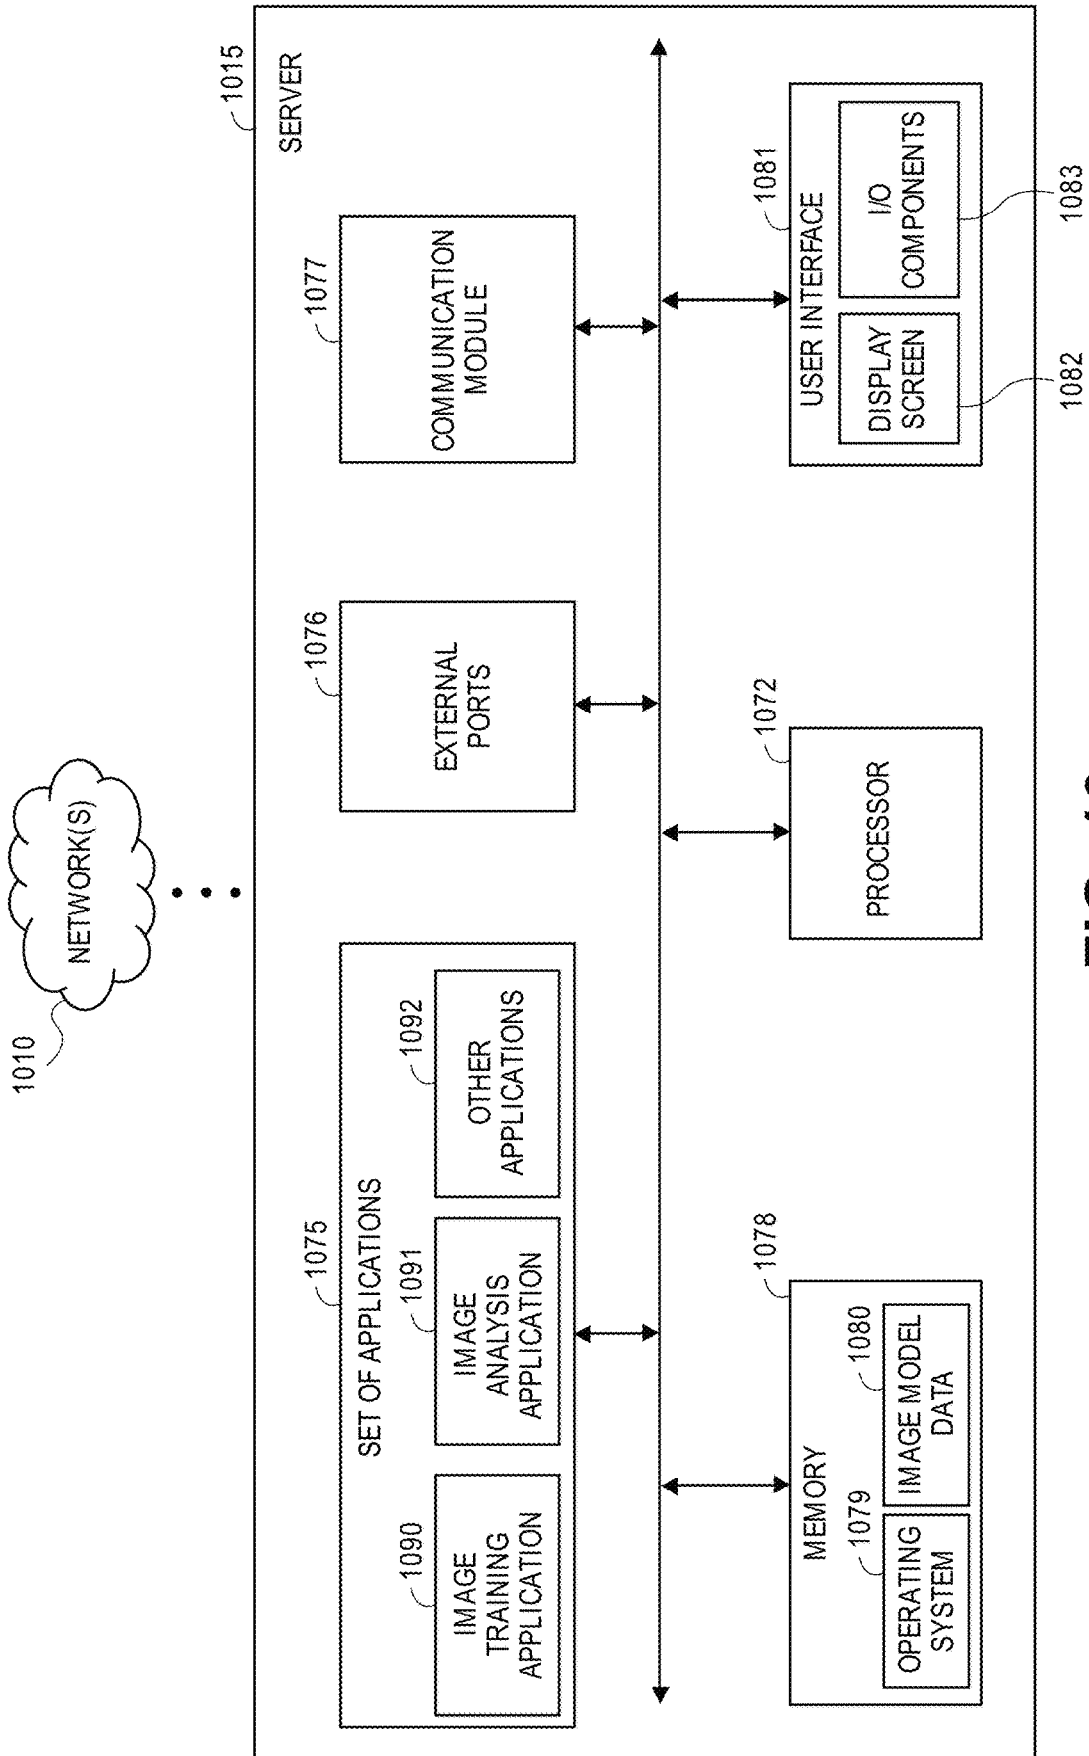 1010
NETWORK(S)
1015
SERVER
1075
SET OF APPLICATIONS
1090
IMAGE
TRAINING
APPLICATION
1091
IMAGE
ANALYSIS
APPLICATION
1092
OTHER
APPLICATIONS
1076
EXTERNAL
PORTS
1077
COMMUNICATION
MODULE
1078
MEMORY
1079
OPERATING
SYSTEM
1080
IMAGE MODEL
DATA
1072
PROCESSOR
1081
USER INTERFACE
DISPLAY
SCREEN
1082
I/O
COMPONENTS
1083